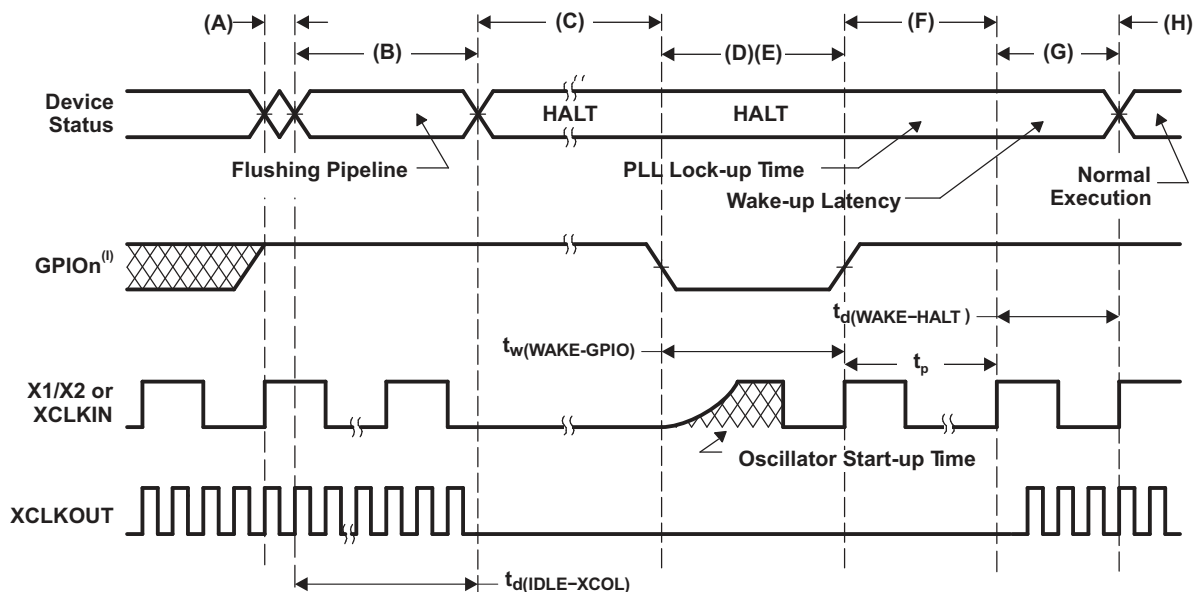 (A)
(B)
(C)
(D)(E)
(F)
(G)
(H)
Device
Status
HALT
HALT
Flushing Pipeline
PLL Lock-up Time
Wake-up Latency
Normal
Execution
GPIOn(I)
td(WAKE−HALT )
tw(WAKE-GPIO)
tp
X1/X2 or
XCLKIN
Oscillator Start-up Time
XCLKOUT
td(IDLE−XCOL)